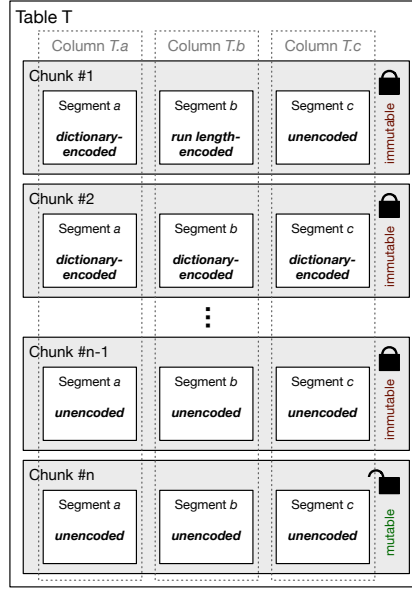 Table T
Column T.a Column T.b Column T.c
Chunk #1
Segment a Segment b Segment c
dictionary- run length- unencoded
encoded encoded
immutable
Chunk #2
Segment a Segment b Segment c
dictionary- dictionary- dictionary-
encoded encoded encoded
immutable
Chunk #n-1
Segment a Segment b Segment c
unencoded unencoded unencoded
immutable
Chunk #n
Segment a Segment b Segment c
unencoded unencoded unencoded
mutable